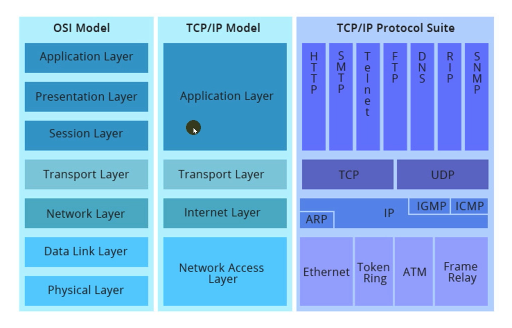 OSI Model
Application Layer
Presentation Layer
Session Layer
Transport Layer
Network Layer
Data Link Layer
Physical Layer
TCP/IP Model
Application Layer
Transport Layer
Internet Layer
Network Access
Layer
TCP/IP Protocol Suite
HTTP
SMTP
Telnet
FTP
DNS
RIP
SNMP
TCP
UDP
ARP
IP
IGMP
ICMP
Ethernet
Token
Ring
ATM
Frame
Relay